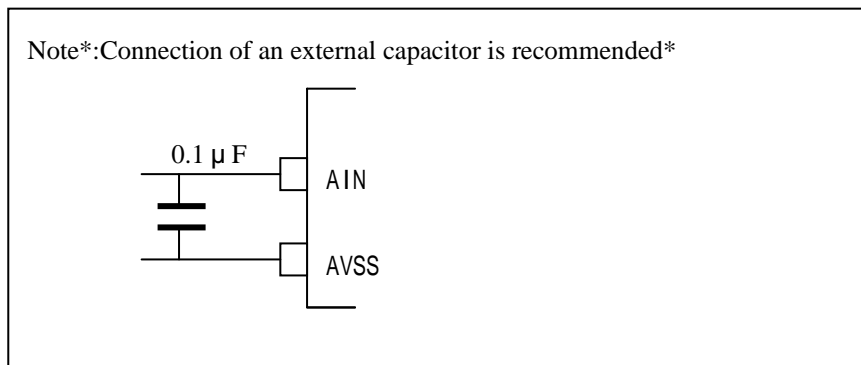 Note*:Connection of an external capacitor is recommended*
0.1 μ F
AIN
AVSS